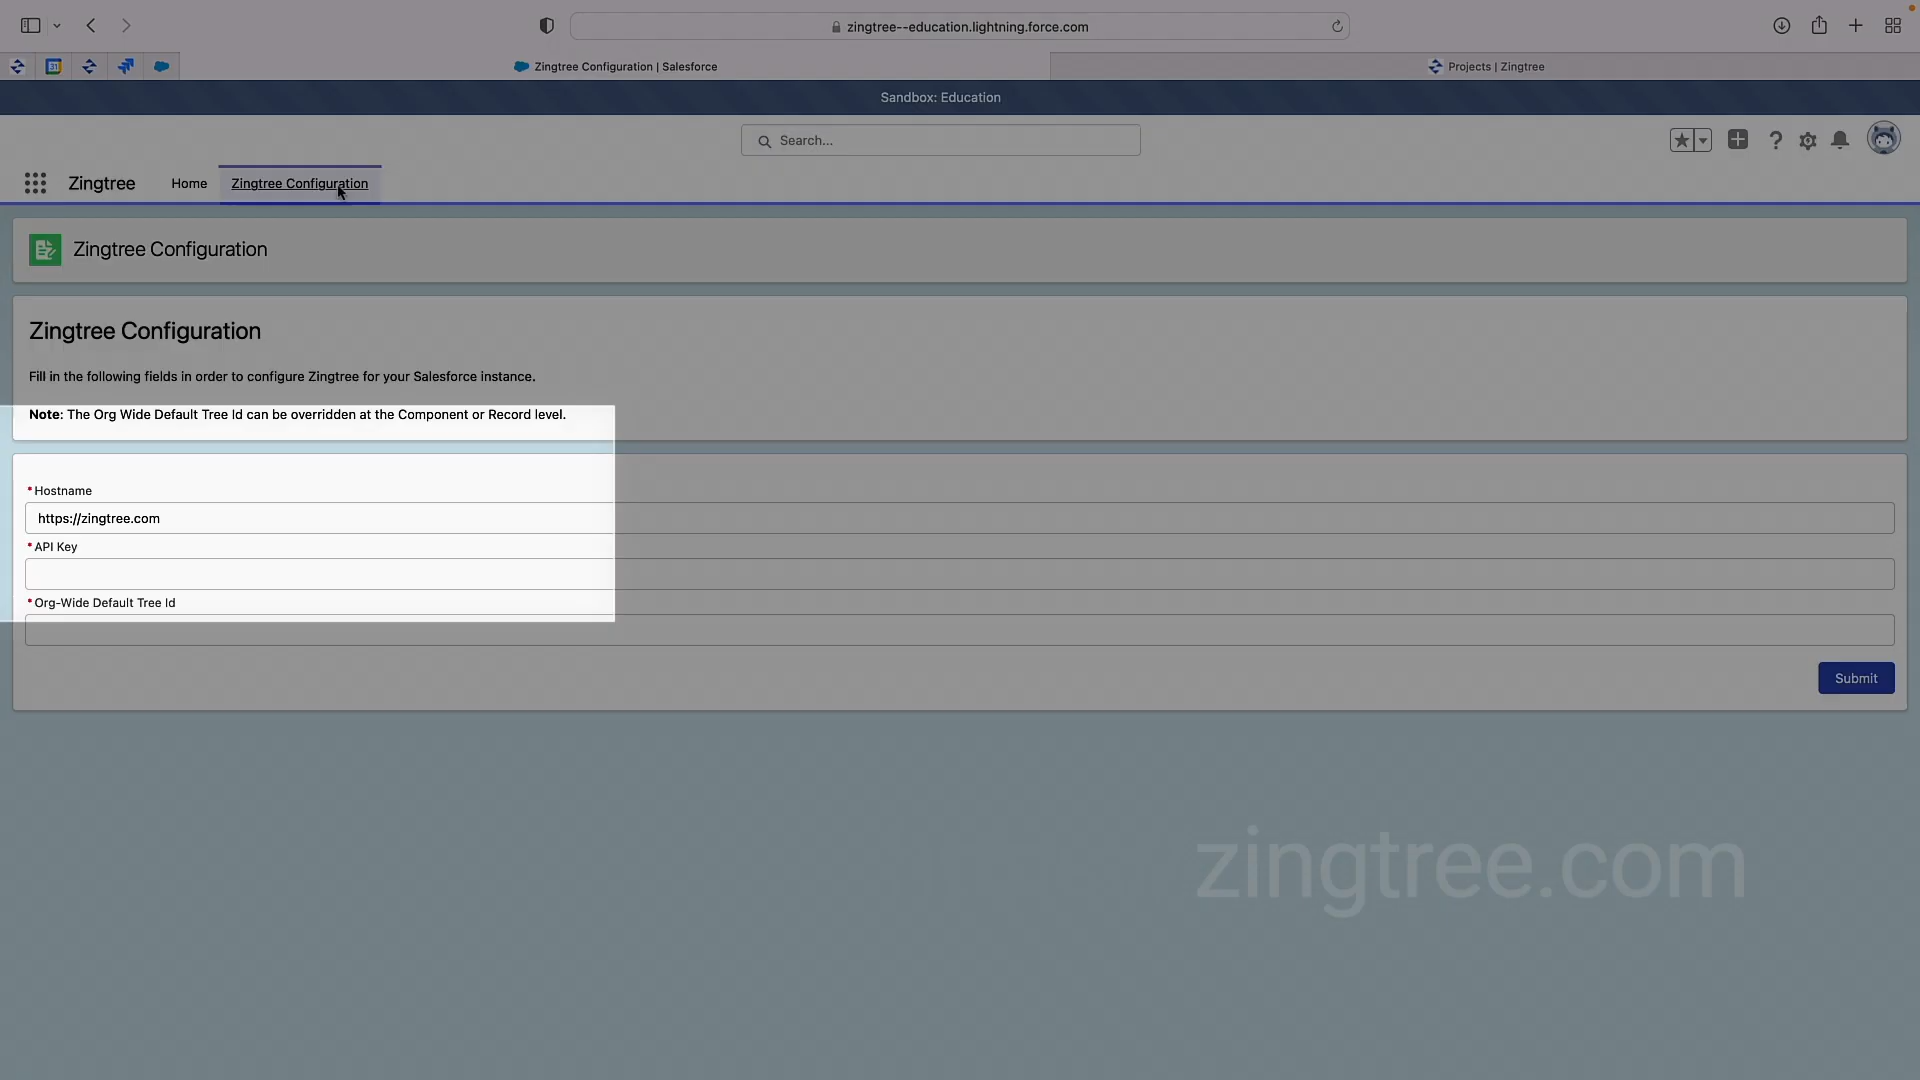 zingtree--education.lightning.force.com
31
Zingtree Configuration | Salesforce
Projects | Zingtree
Sandbox: Education
Search...
Zingtree
Home
Zingtree Configuration
Zingtree Configuration
Zingtree Configuration
Fill in the following fields in order to configure Zingtree for your Salesforce instance.
Note: The Org Wide Default Tree Id can be overridden at the Component or Record level.
*Hostname
https://zingtree.com
*API Key
*Org-Wide Default Tree Id
Submit
zingtree.com